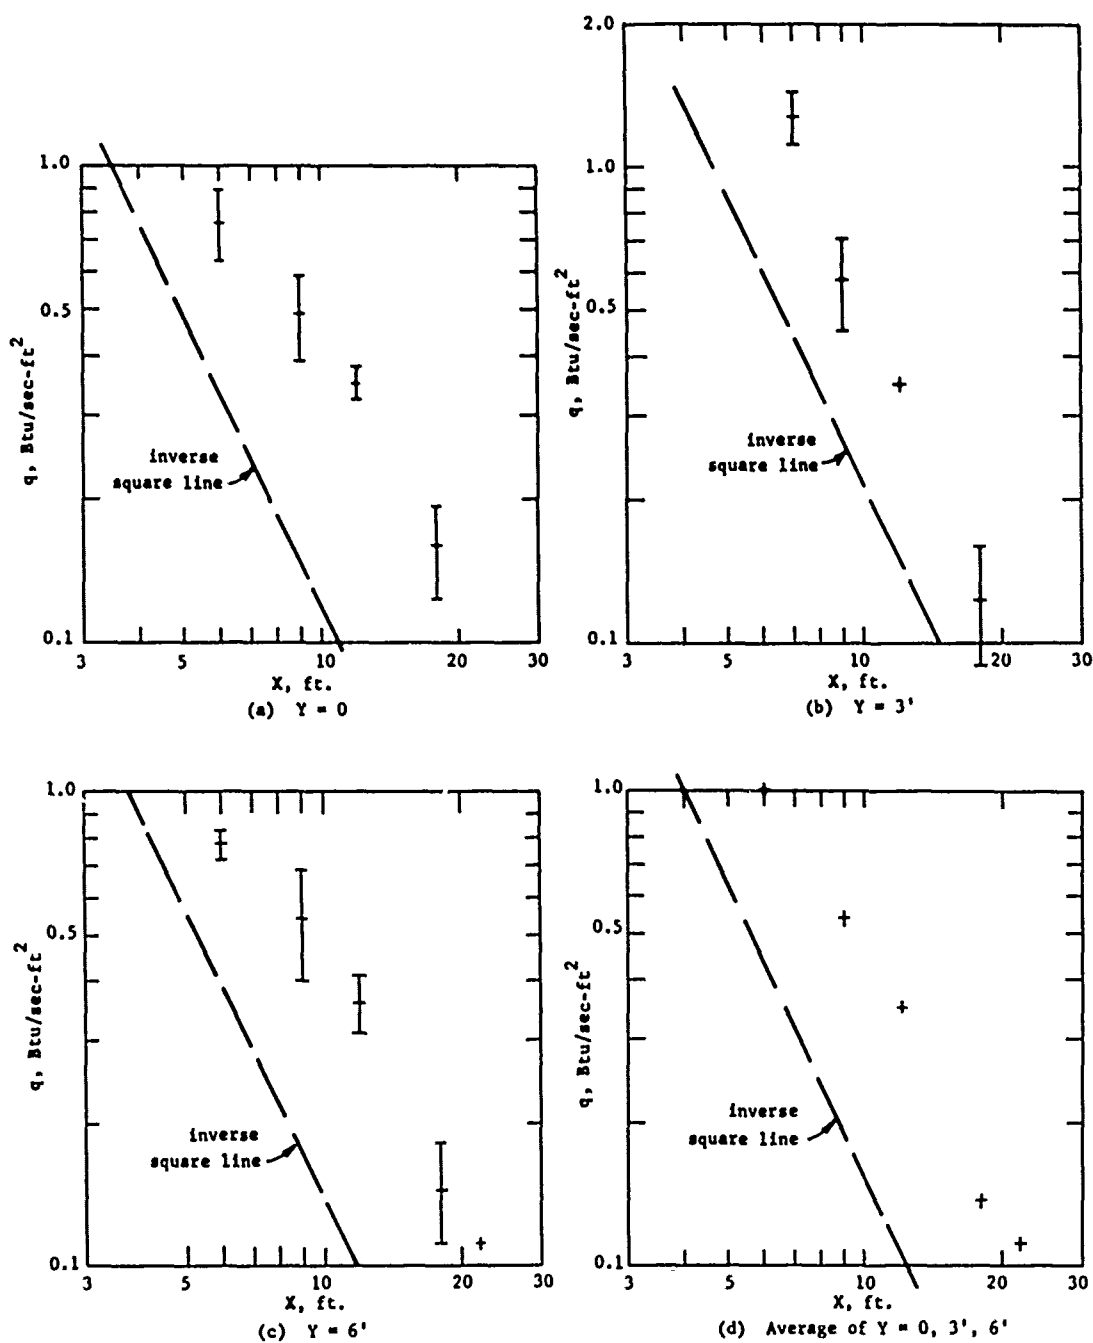 1.0
0.5
0.1
q, Btu/sec-ft²
inverse
square line
3
5
10
20
30
X, ft.
(a) Y = 0
2.0
1.0
0.5
0.1
q, Btu/sec-ft²
inverse
square line
3
5
10
20
30
X, ft.
(b) Y = 3'
1.0
0.5
0.1
q, Btu/sec-ft²
inverse
square line
3
5
10
20
30
X, ft.
(c) Y = 6'
1.0
0.5
0.1
q, Btu/sec-ft²
inverse
square line
3
5
10
20
30
X, ft.
(d) Average of Y = 0, 3', 6'